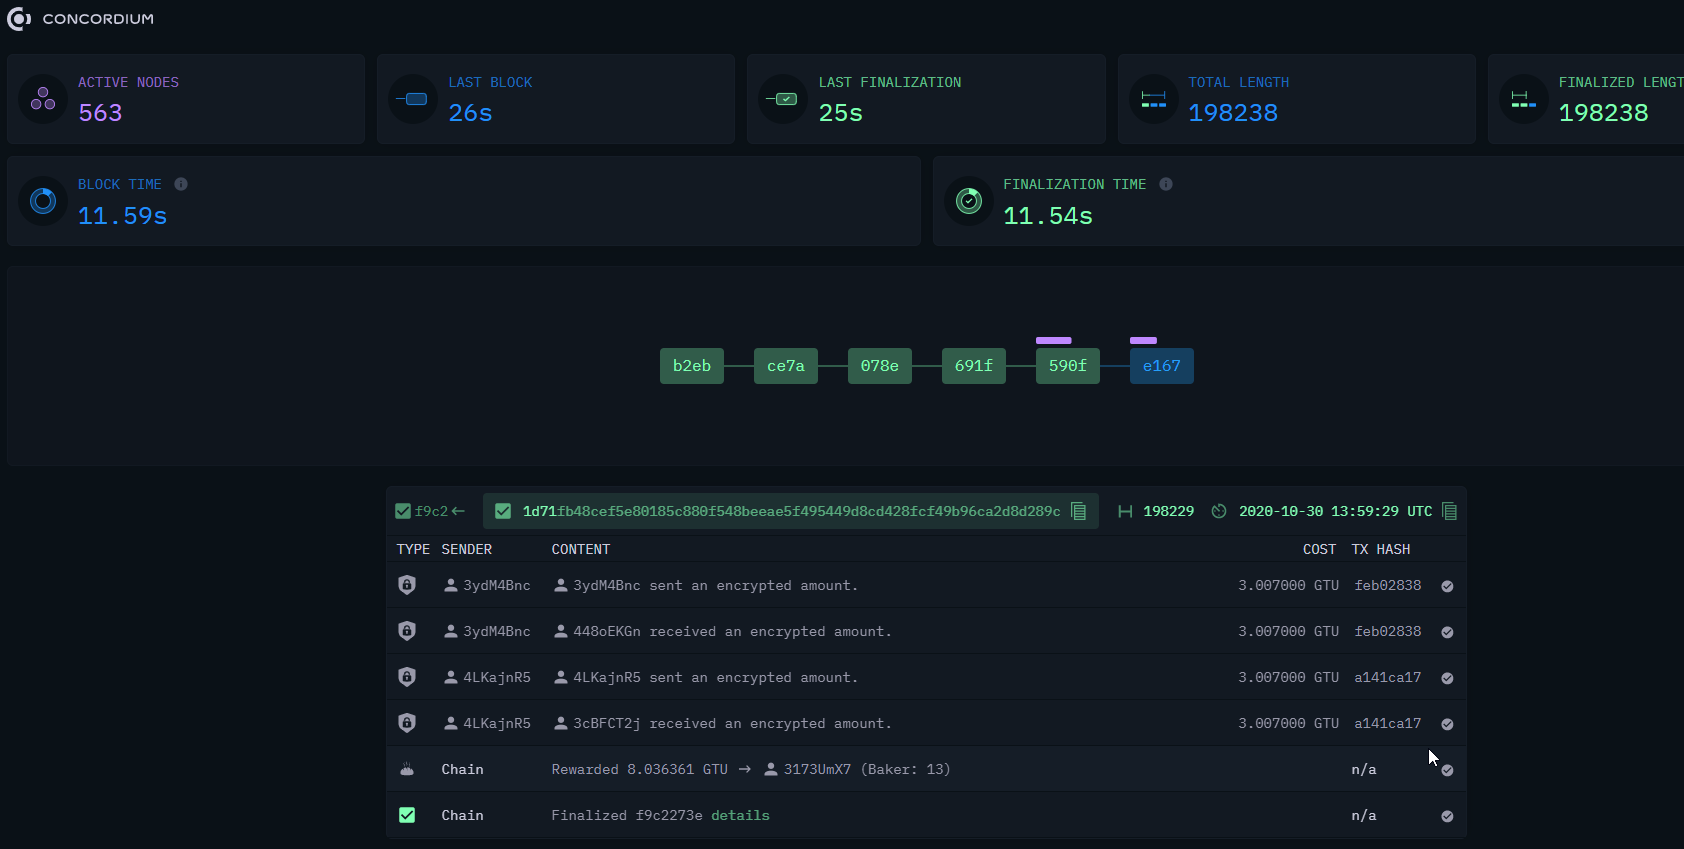 CONCORDIUM
ACTIVE NODES
563
LAST BLOCK
26s
LAST FINALIZATION
25s
TOTAL LENGTH
198238
FINALIZED LENGT
198238
BLOCK TIME
11.59s
FINALIZATION TIME
11.54s
b2eb ce7a 078e 691f 590f e167
f9c2 1d71fb48cef5e80185c880f548beeae5f495449d8cd428fcf49b96ca2d8d289c 198229 2020-10-30 13:59:29 UTC
TYPE SENDER CONTENT COST TX HASH
3ydM4Bnc 3ydM4Bnc sent an encrypted amount. 3.007000 GTU feb02838
3ydM4Bnc 448oEKGn received an encrypted amount. 3.007000 GTU feb02838
4LKajnR5 4LKajnR5 sent an encrypted amount. 3.007000 GTU a141ca17
4LKajnR5 3cBFCT2j received an encrypted amount. 3.007000 GTU a141ca17
Chain Rewarded 8.036361 GTU → 3173UmX7 (Baker: 13) n/a
Chain Finalized f9c2273e details n/a